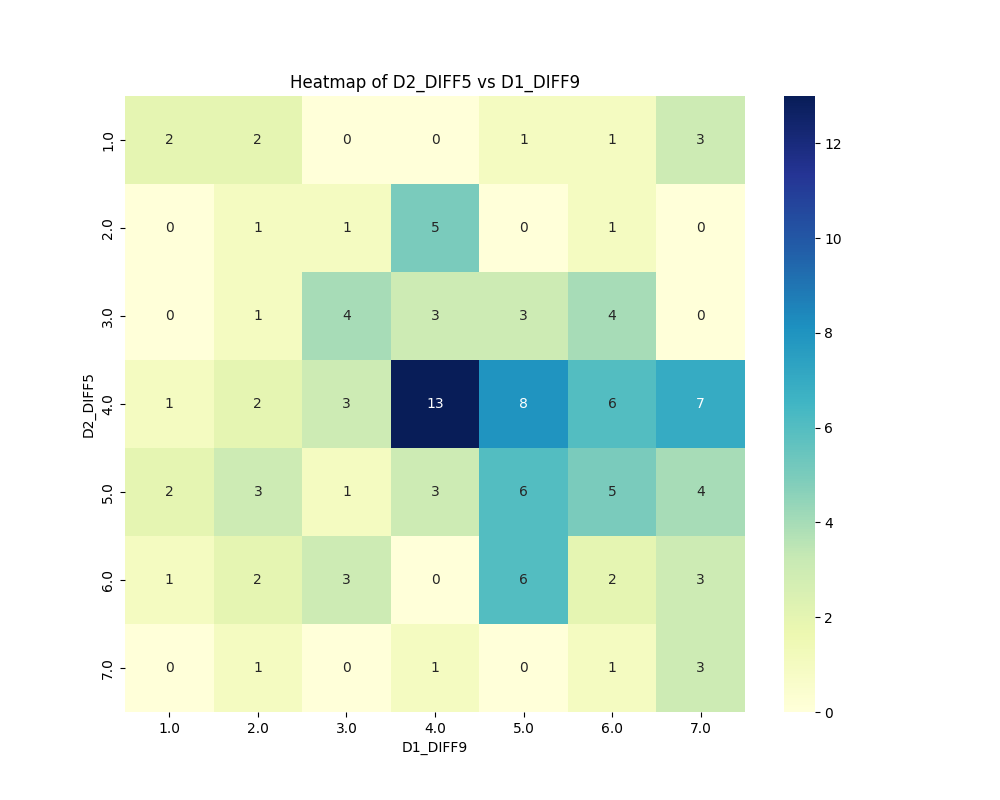 Heatmap of D2_DIFF5 vs D1_DIFF9
D2_DIFF5
1.0 2 2 0 0 1 1 3
2.0 0 1 1 5 0 1 0
3.0 0 1 4 3 3 4 0
4.0 1 2 3 13 8 6 7
5.0 2 3 1 3 6 5 4
6.0 1 2 3 0 6 2 3
7.0 0 1 0 1 0 1 3
1.0 2.0 3.0 4.0 5.0 6.0 7.0
D1_DIFF9
12
10
8
6
4
2
0